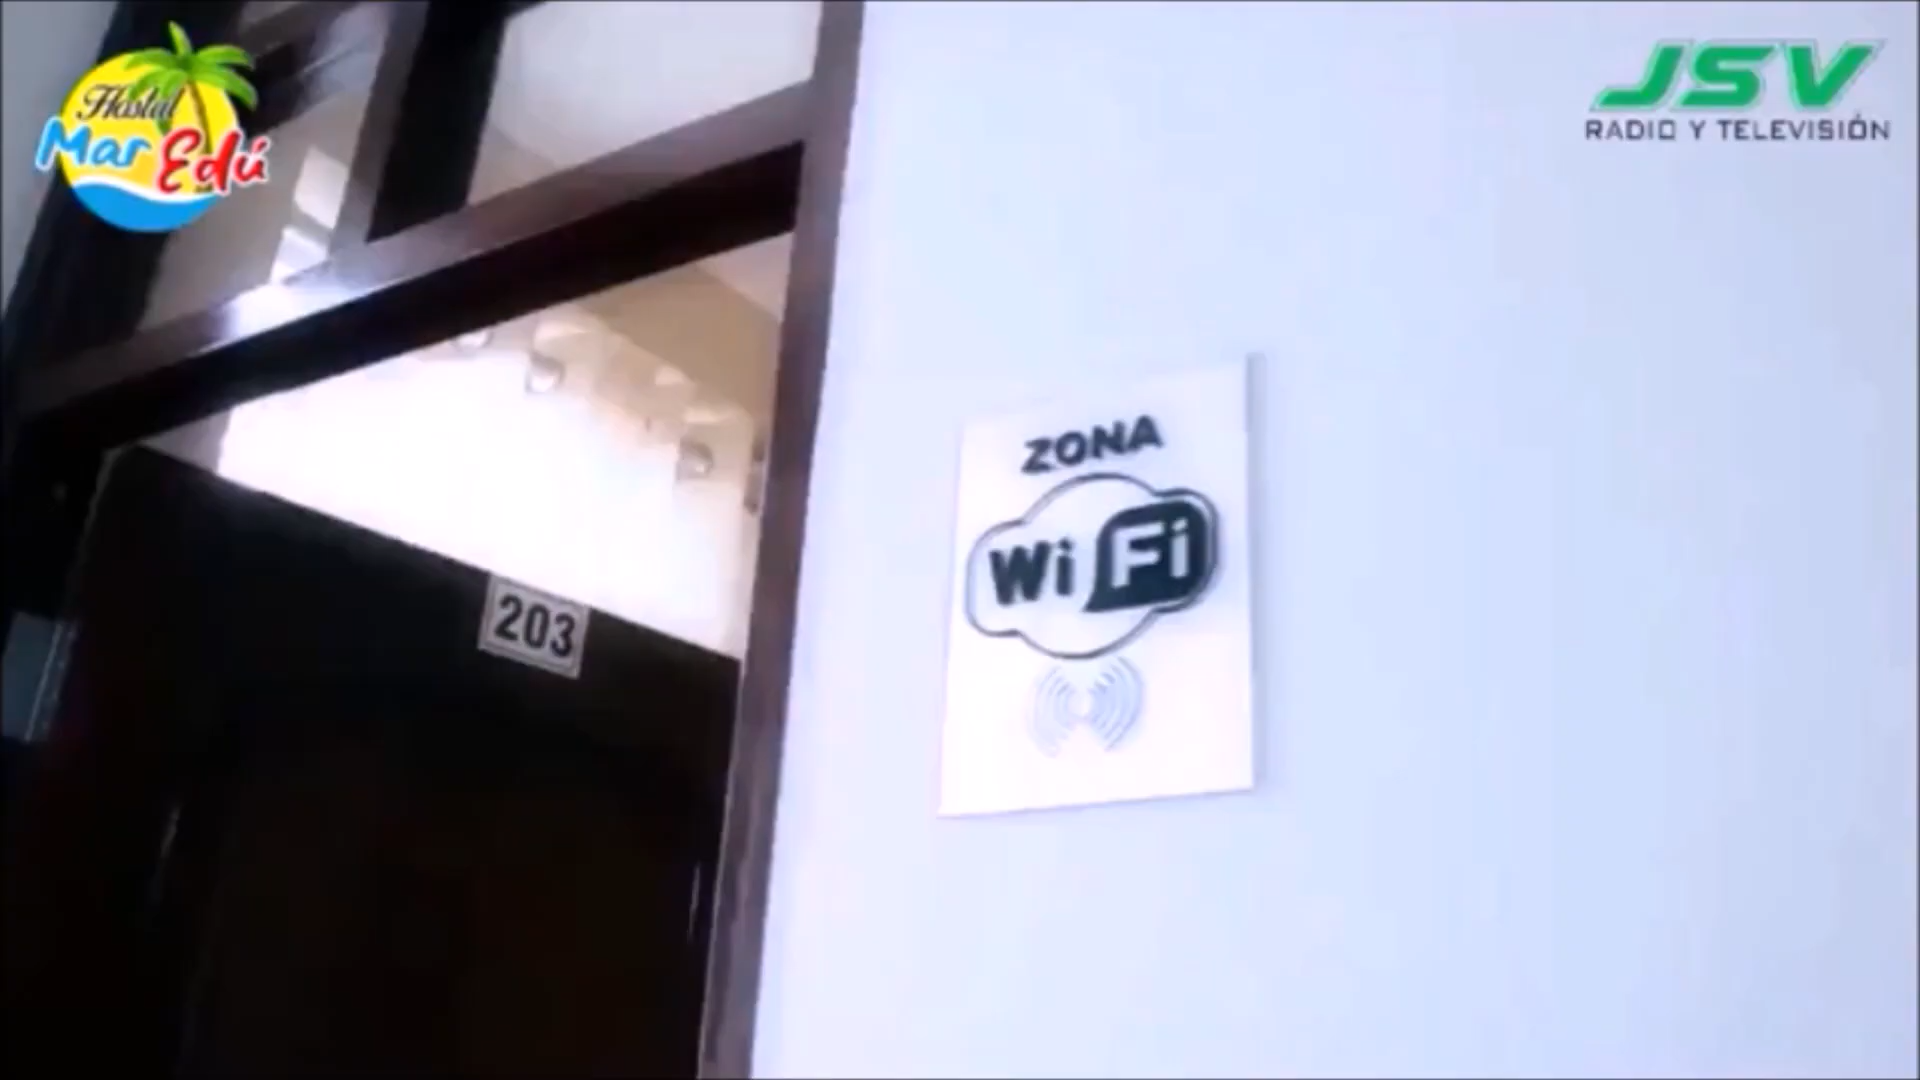 Hostal
Mar Edú
JSV
RADIO Y TELEVISIÓN
ZONA
Wi Fi
203